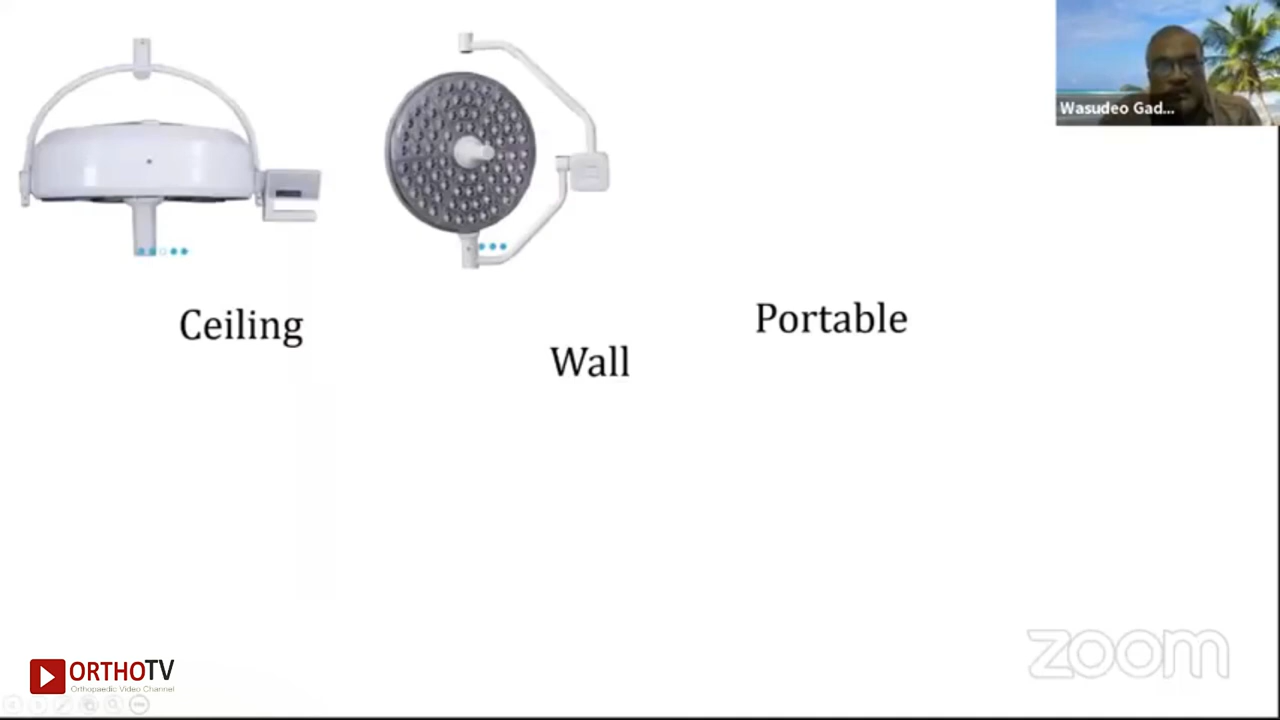 Wasudeo Gad...
Ceiling
Portable
Wall
ORTHOTV
Orthopaedic Video Channel
zoom